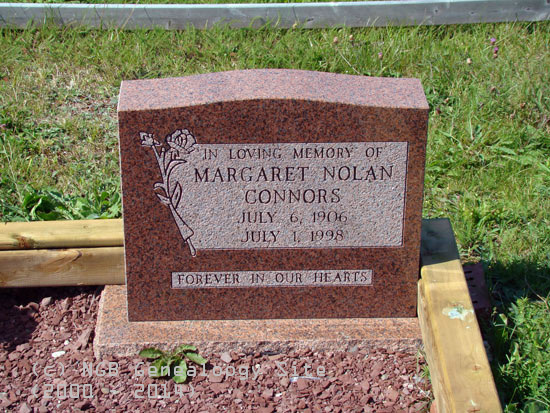 IN LOVING MEMORY OF
MARGARET NOLAN
CONNORS
JULY 6, 1906
JULY 1, 1998
FOREVER IN OUR HEARTS
(c) NGB Genealogy Site
(2000 - 2014)